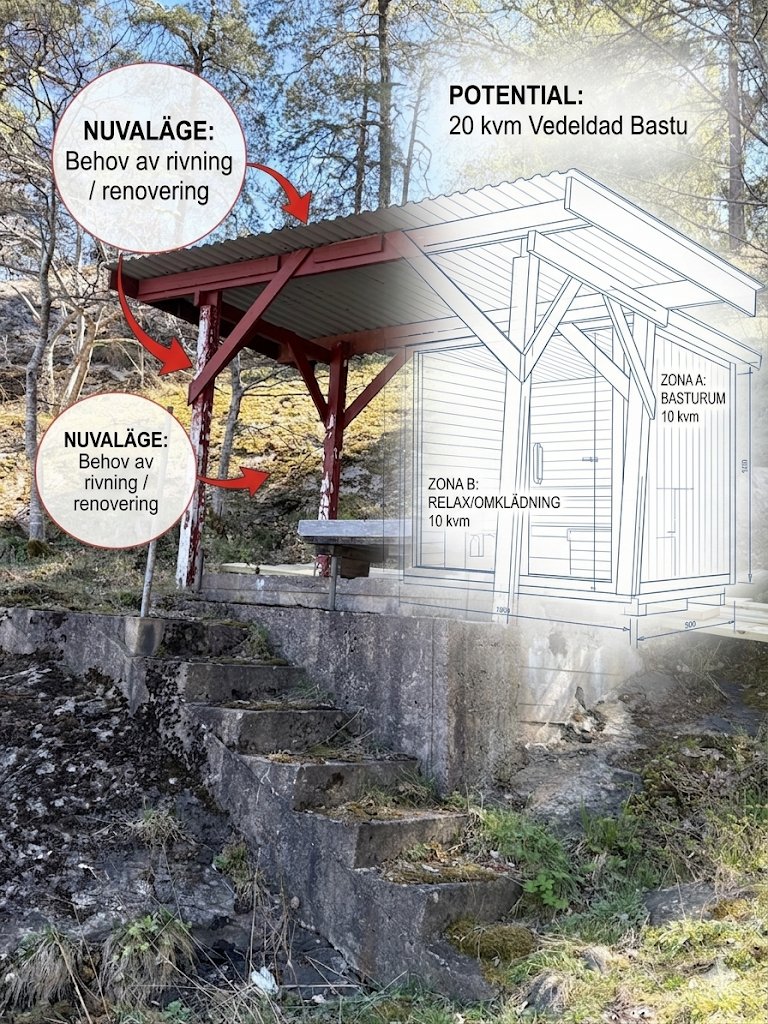 NUVALÄGE:
Behov av rivning
/ renovering
POTENTIAL:
20 kvm Vedeldad Bastu
ZONA A:
BASTURUM
10 kvm
NUVALÄGE:
Behov av
rivning /
renovering
ZONA B:
RELAX/OMKLÄDNING
10 kvm
500